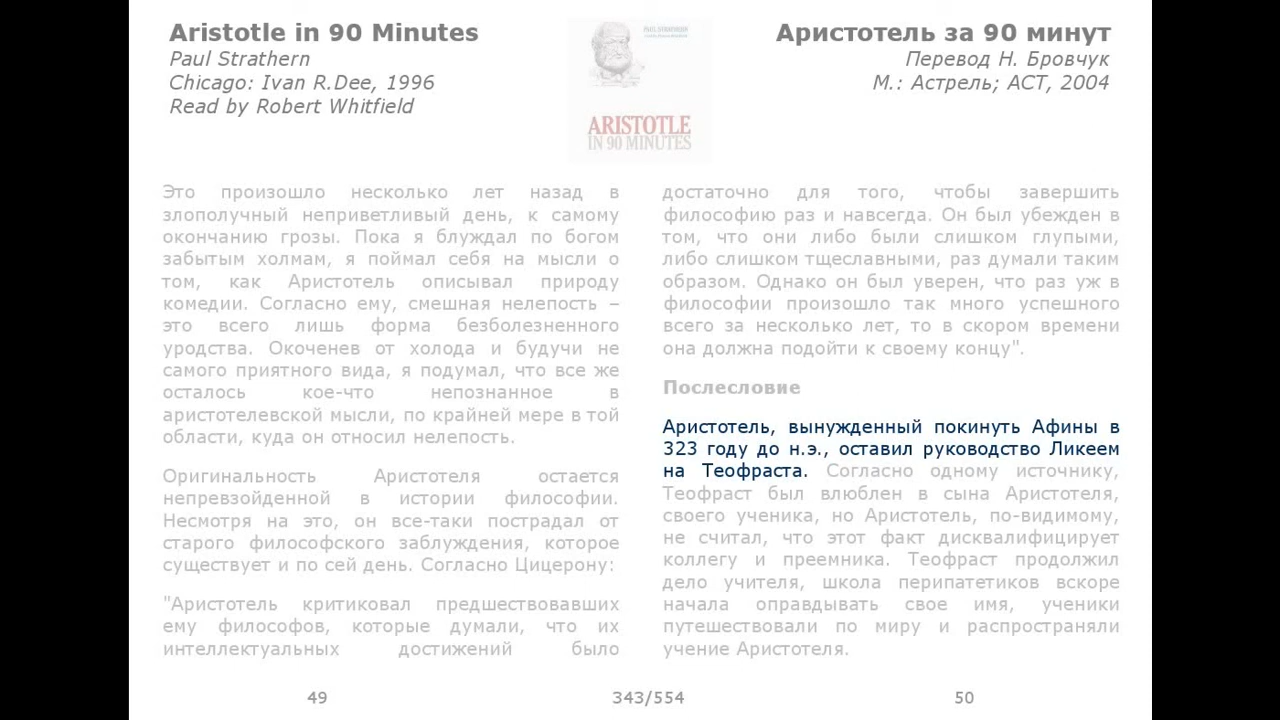 Aristotle in 90 Minutes
Paul Strathern
Chicago: Ivan R.Dee, 1996
Read by Robert Whitfield
PAUL STRATHERN
ARISTOTLE
IN 90 MINUTES
Аристотель за 90 минут
Перевод Н. Бровчук
М.: Астрель; АСТ, 2004
Это произошло несколько лет назад в
злополучный неприветливый день, к самому
окончанию грозы. Пока я блуждал по богом
забытым холмам, я поймал себя на мысли о
том, как Аристотель описывал природу
комедии. Согласно ему, смешная нелепость –
это всего лишь форма безболезненного
уродства. Окоченев от холода и будучи не
самого приятного вида, я подумал, что все же
осталось кое-что непознанное в
аристотелевской мысли, по крайней мере в той
области, куда он относил нелепость.
Оригинальность Аристотеля остается
непревзойденной в истории философии.
Несмотря на это, он все-таки пострадал от
старого философского заблуждения, которое
существует и по сей день. Согласно Цицерону:
"Аристотель критиковал предшествовавших
ему философов, которые думали, что их
интеллектуальных достижений было
достаточно для того, чтобы завершить
философию раз и навсегда. Он был убежден в
том, что они либо были слишком глупыми,
либо слишком тщеславными, раз думали таким
образом. Однако он был уверен, что раз уж в
философии произошло так много успешного
всего за несколько лет, то в скором времени
она должна подойти к своему концу".
Послесловие
Аристотель, вынужденный покинуть Афины в
323 году до н.э., оставил руководство Ликеем
на Теофраста. Согласно одному источнику,
Теофраст был влюблен в сына Аристотеля,
своего ученика, но Аристотель, по-видимому,
не считал, что этот факт дисквалифицирует
коллегу и преемника. Теофраст продолжил
дело учителя, школа перипатетиков вскоре
начала оправдывать свое имя, ученики
путешествовали по миру и распространяли
учение Аристотеля.
49
343/554
50